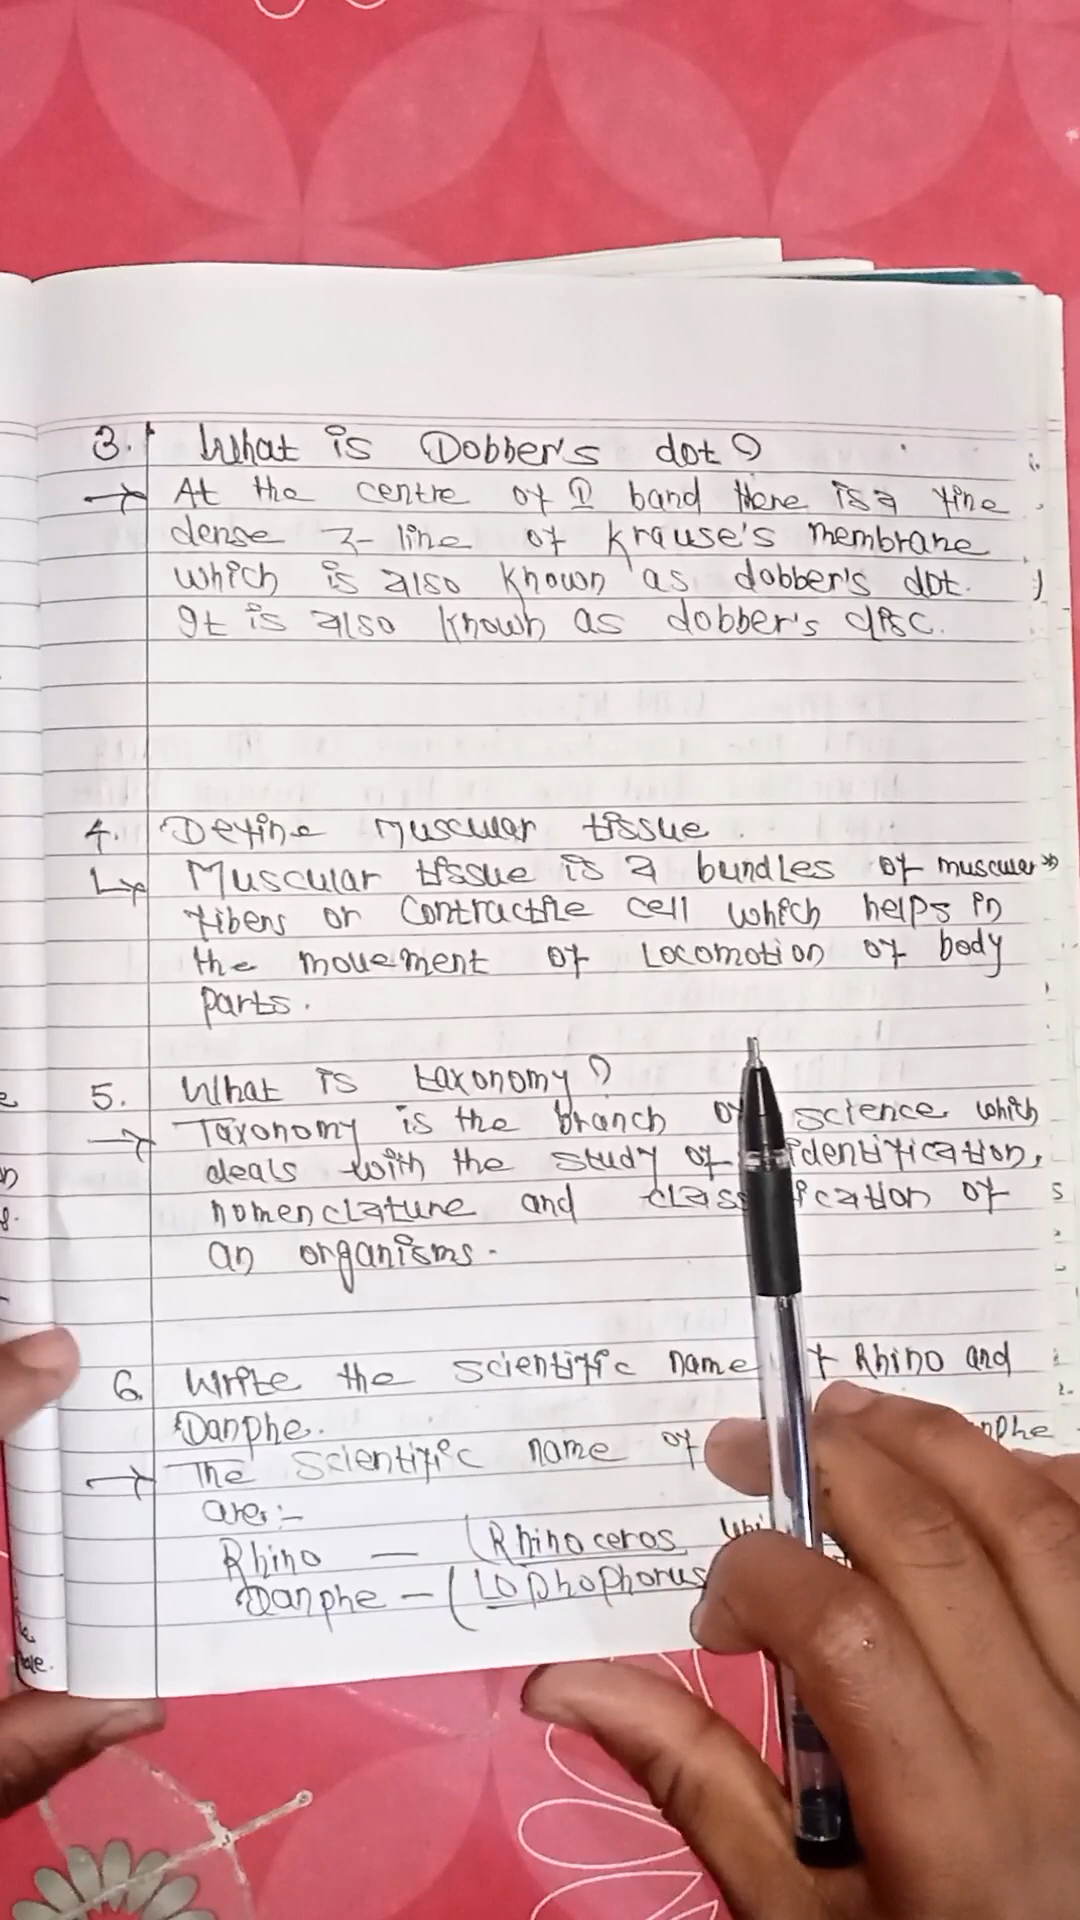 3. What is Dobber's dot?
→ At the centre of I band there is a fine
dense Z-line of Krause's membrane
which is also known as dobber's dot.
It is also known as dobber's disc.
4. Define Muscular tissue.
Muscular tissue is a bundles of muscular
fibers or contractile cell which helps in
the movement of locomotion of body
parts.
5. What is taxonomy?
→ Taxonomy is the branch of science which
deals with the study of identification,
nomenclature and classification of
an organisms.
6. Write the scientific name Rhino and
Danphe.
→ The scientific name of
are:-
Rhino — (Rhinoceros
Danphe - (Lophophorus